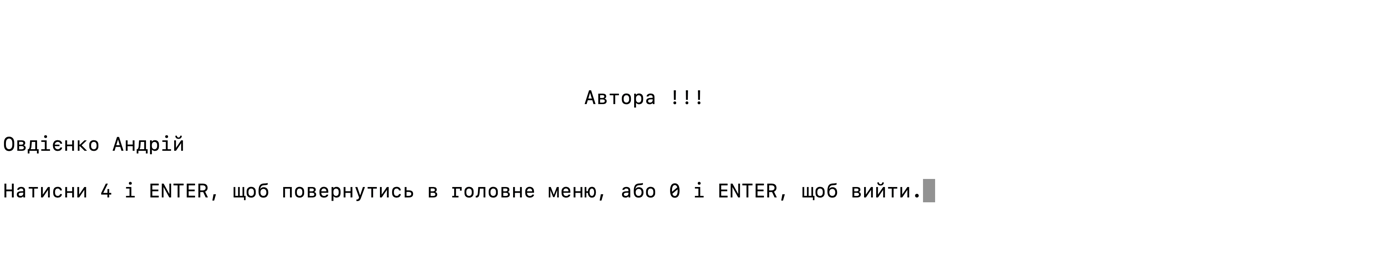 Автора !!!
Овдієнко Андрій
Натисни 4 і ENTER, щоб повернутись в головне меню, або 0 і ENTER, щоб вийти.